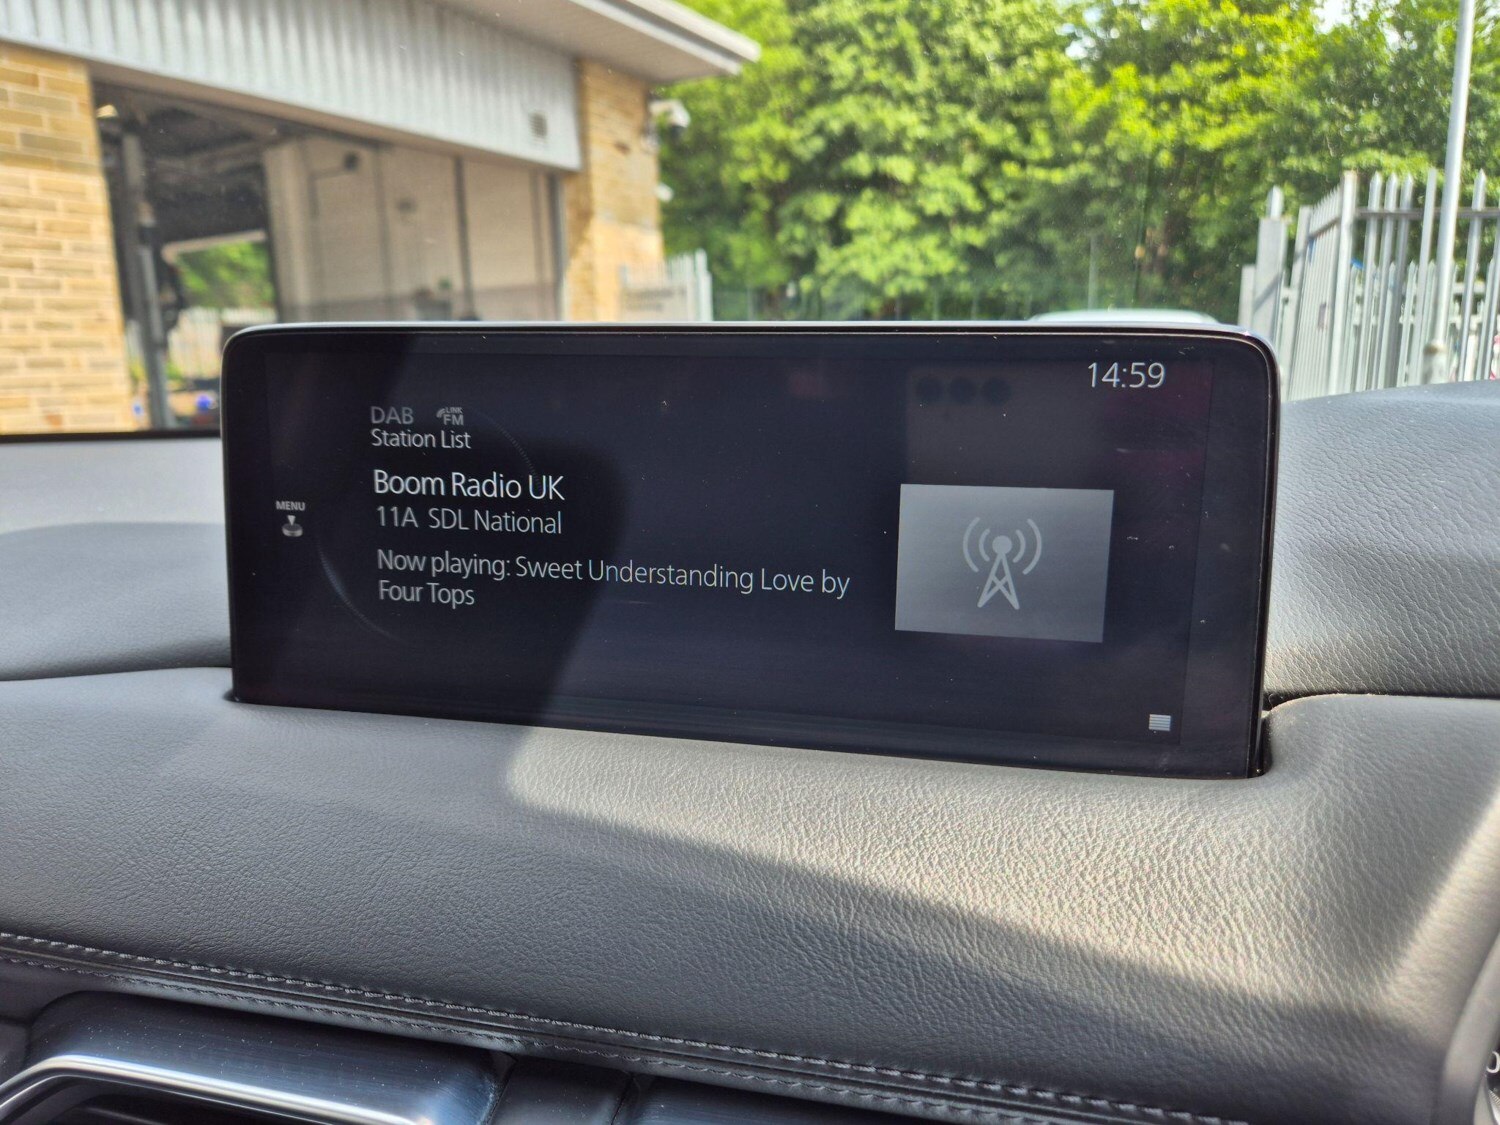 14:59
DAB LINK FM
Station List
Boom Radio UK
MENU
11A SDL National
Now playing: Sweet Understanding Love by
Four Tops